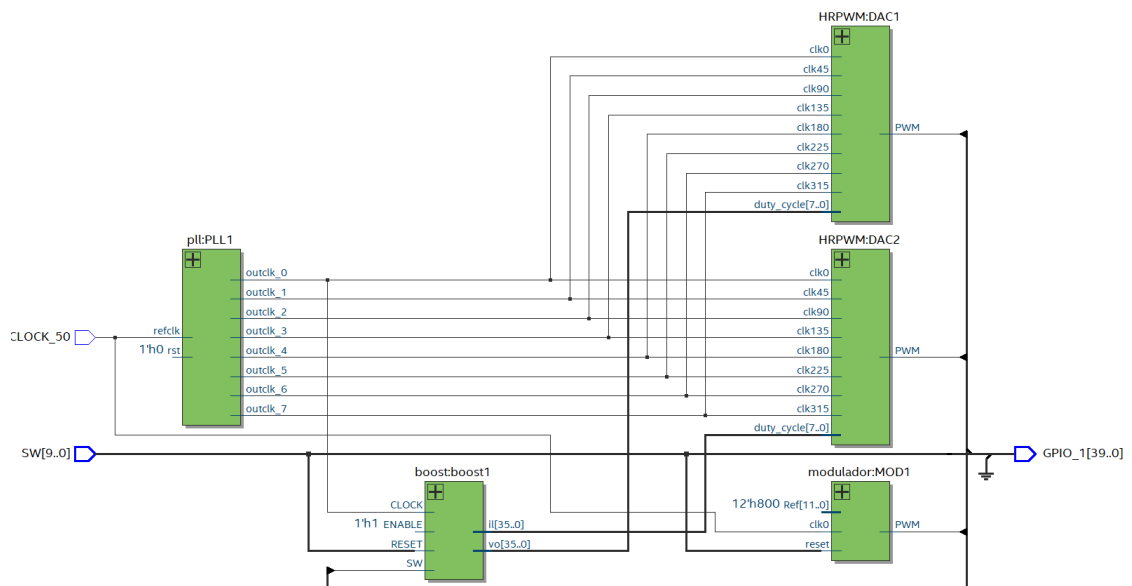 HRPWM:DAC1
clk0
clk45
clk90
clk135
clk180
clk225
clk270
clk315
duty_cycle[7..0]
PWM
pll:PLL1
refclk
1'h0 rst
outclk_0
outclk_1
outclk_2
outclk_3
outclk_4
outclk_5
outclk_6
outclk_7
HRPWM:DAC2
clk0
clk45
clk90
clk135
clk180
clk225
clk270
clk315
duty_cycle[7..0]
PWM
CLOCK_50
SW[9..0]
GPIO_1[39..0]
boost:boost1
CLOCK
1'h1 ENABLE
RESET
SW
il[35..0]
vo[35..0]
modulador:MOD1
12'h800 Ref[11..0]
clk0
reset
PWM